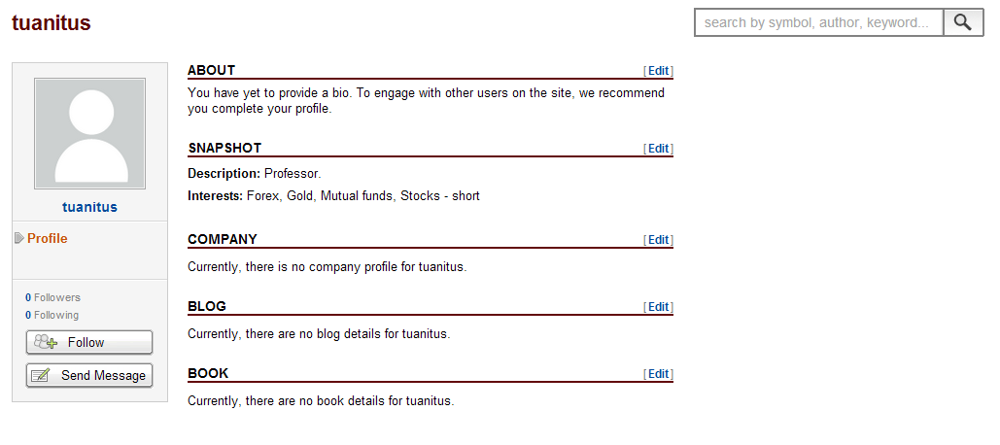 tuanitus
search by symbol, author, keyword...
tuanitus
Profile
0 Followers
0 Following
Follow
Send Message
ABOUT [Edit]
You have yet to provide a bio. To engage with other users on the site, we recommend
you complete your profile.
SNAPSHOT [Edit]
Description: Professor.
Interests: Forex, Gold, Mutual funds, Stocks - short
COMPANY [Edit]
Currently, there is no company profile for tuanitus.
BLOG [Edit]
Currently, there are no blog details for tuanitus.
BOOK [Edit]
Currently, there are no book details for tuanitus.